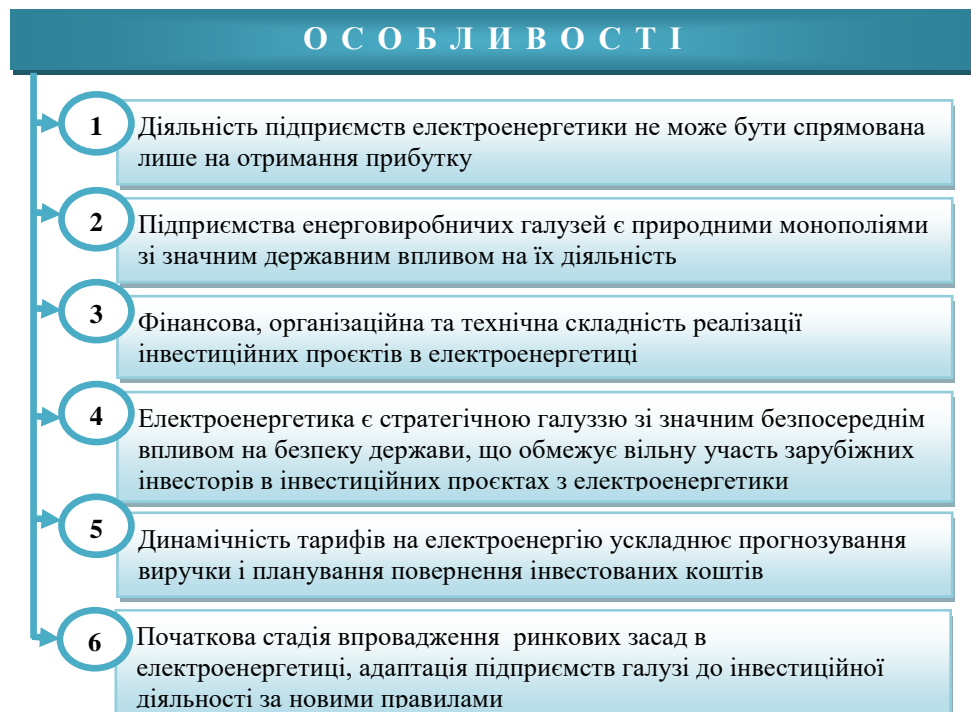 ОСОБЛИВОСТІ
1
Діяльність підприємств електроенергетики не може бути спрямована
лише на отримання прибутку
2
Підприємства енерговиробничих галузей є природними монополіями
зі значним державним впливом на їх діяльність
3
Фінансова, організаційна та технічна складність реалізації
інвестиційних проєктів в електроенергетиці
4
Електроенергетика є стратегічною галуззю зі значним безпосереднім
впливом на безпеку держави, що обмежує вільну участь зарубіжних
інвесторів в інвестиційних проєктах з електроенергетики
5
Динамічність тарифів на електроенергію ускладнює прогнозування
виручки і планування повернення інвестованих коштів
6
Початкова стадія впровадження ринкових засад в
електроенергетиці, адаптація підприємств галузі до інвестиційної
діяльності за новими правилами